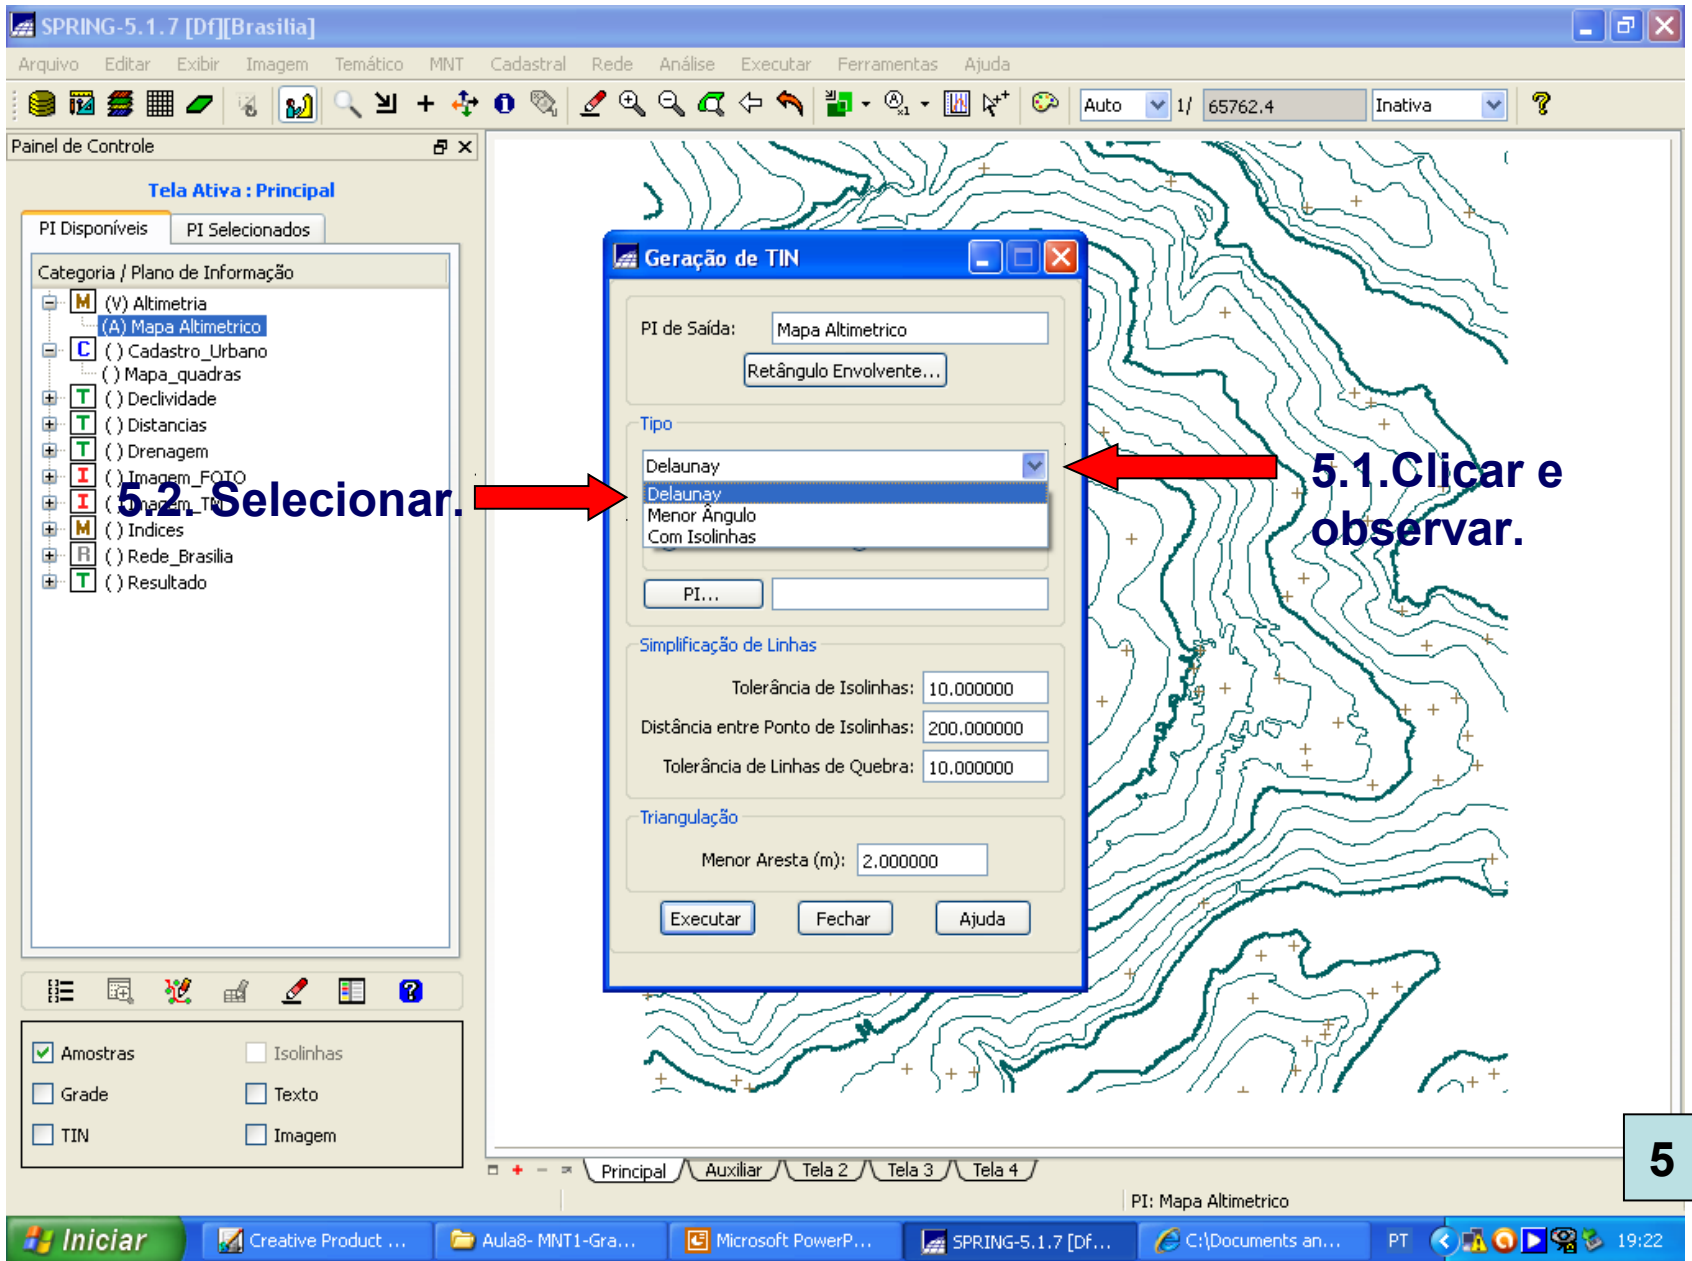 SPRING-5.1.7 [Df][Brasilia]
Arquivo Editar Exibir Imagem Temático MNT Cadastral Rede Análise Executar Ferramentas Ajuda
Auto 1/ 65762.4 Inativa
Painel de Controle
Tela Ativa : Principal
PI Disponíveis PI Selecionados
Categoria / Plano de Informação
M (V) Altimetria
(A) Mapa Altimetrico
C ( ) Cadastro_Urbano
( ) Mapa_quadras
T ( ) Declividade
T ( ) Distancias
T ( ) Drenagem
I ( ) Imagem_FOTO
I ( ) Imagem_TM
M ( ) Indices
R ( ) Rede_Brasilia
T ( ) Resultado
5.2. Selecionar.
Geração de TIN
PI de Saída: Mapa Altimetrico
Retângulo Envolvente...
Tipo
Delaunay
Delaunay
Menor Ângulo
Com Isolinhas
PI...
5.1.Clicar e
observar.
Simplificação de Linhas
Tolerância de Isolinhas: 10.000000
Distância entre Ponto de Isolinhas: 200.000000
Tolerância de Linhas de Quebra: 10.000000
Triangulação
Menor Aresta (m): 2.000000
Executar Fechar Ajuda
Amostras Isolinhas
Grade Texto
TIN Imagem
Principal Auxiliar Tela 2 Tela 3 Tela 4
5
PI: Mapa Altimetrico
Iniciar Creative Product ... Aula8- MNT1-Gra... Microsoft PowerP... SPRING-5.1.7 [Df... C:\Documents an... PT 19:22